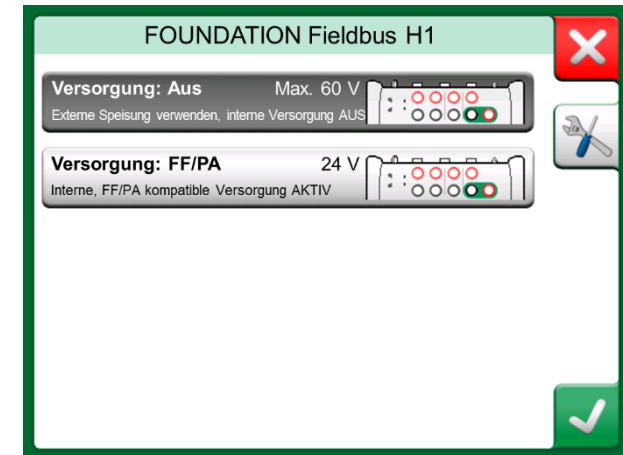 FOUNDATION Fieldbus H1
Versorgung: Aus Max. 60 V
Externe Speisung verwenden, interne Versorgung AUS
Versorgung: FF/PA 24 V
Interne, FF/PA kompatible Versorgung AKTIV